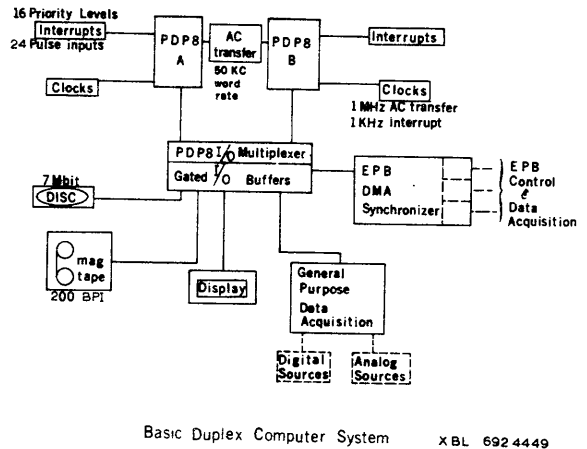 16 Priority Levels
Interrupts
24 Pulse inputs
Clocks
PDP8
A
AC
transfer
50 KC
word
rate
PDP8
B
Interrupts
Clocks
1 MHz AC transfer
1 KHz interrupt
PDP8 I/O Multiplexer
Gated I/O Buffers
7 Mbit
DISC
mag
tape
200 BPI
Display
EPB
DMA
Synchronizer
EPB
Control
&
Data
Acquisition
General
Purpose
Data
Acquisition
Digital
Sources
Analog
Sources
Basic Duplex Computer System
XBL 692 4449